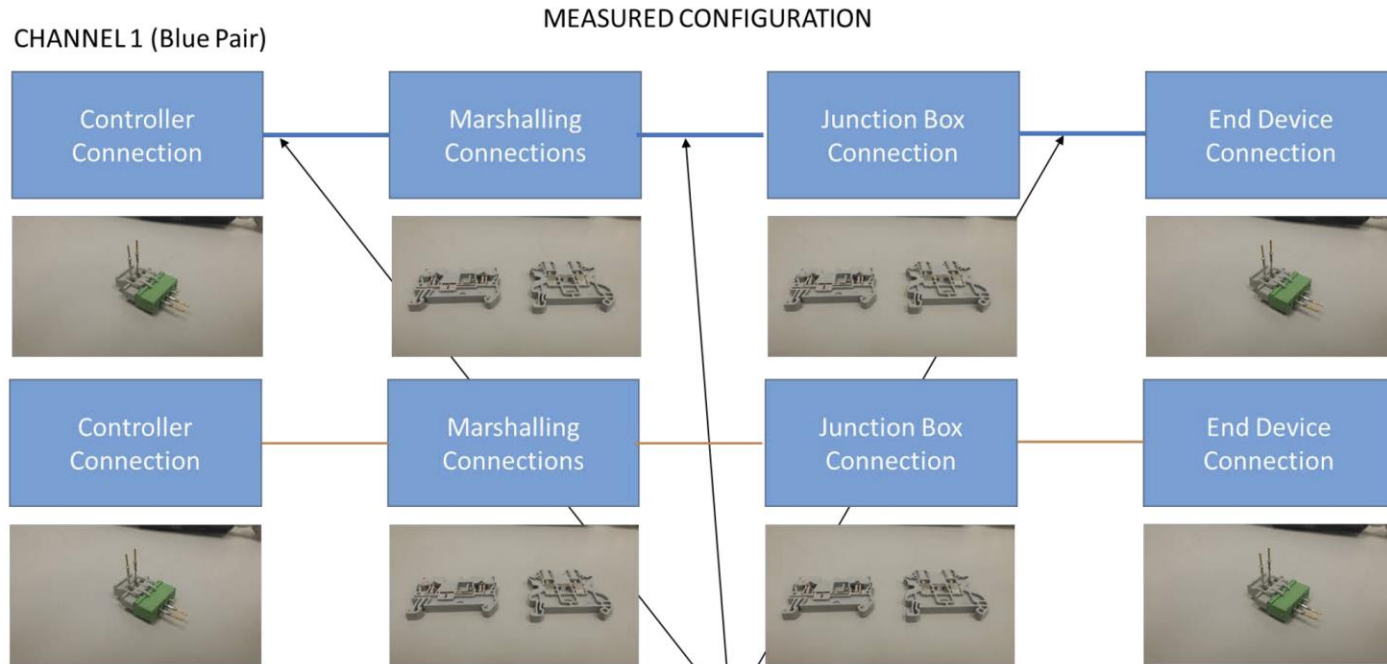 MEASURED CONFIGURATION
CHANNEL 1 (Blue Pair)
Controller
Connection
Marshalling
Connections
Junction Box
Connection
End Device
Connection
Controller
Connection
Marshalling
Connections
Junction Box
Connection
End Device
Connection